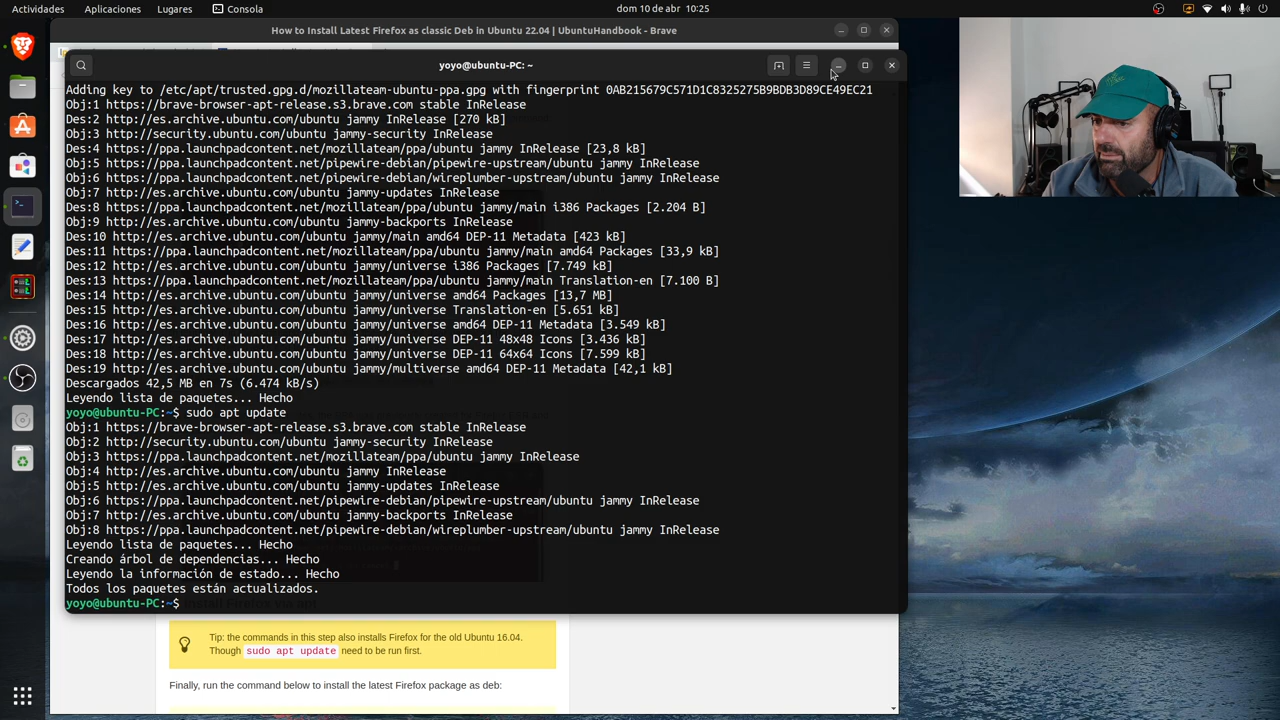 Actividades Aplicaciones Lugares Consola dom 10 de abr 10:25
How to Install Latest Firefox as classic Deb in Ubuntu 22.04 | UbuntuHandbook - Brave
yoyo@ubuntu-PC: ~
Adding key to /etc/apt/trusted.gpg.d/mozillateam-ubuntu-ppa.gpg with fingerprint 0AB215679C571D1C8325275B9BDB3D89CE49EC21
Obj:1 https://brave-browser-apt-release.s3.brave.com stable InRelease
Des:2 http://es.archive.ubuntu.com/ubuntu jammy InRelease [270 kB]
Obj:3 http://security.ubuntu.com/ubuntu jammy-security InRelease
Des:4 https://ppa.launchpadcontent.net/mozillateam/ppa/ubuntu jammy InRelease [23,8 kB]
Obj:5 https://ppa.launchpadcontent.net/pipewire-debian/pipewire-upstream/ubuntu jammy InRelease
Obj:6 https://ppa.launchpadcontent.net/pipewire-debian/wireplumber-upstream/ubuntu jammy InRelease
Obj:7 http://es.archive.ubuntu.com/ubuntu jammy-updates InRelease
Des:8 https://ppa.launchpadcontent.net/mozillateam/ppa/ubuntu jammy/main i386 Packages [2.204 B]
Obj:9 http://es.archive.ubuntu.com/ubuntu jammy-backports InRelease
Des:10 http://es.archive.ubuntu.com/ubuntu jammy/main amd64 DEP-11 Metadata [423 kB]
Des:11 https://ppa.launchpadcontent.net/mozillateam/ppa/ubuntu jammy/main amd64 Packages [33,9 kB]
Des:12 http://es.archive.ubuntu.com/ubuntu jammy/universe i386 Packages [7.749 kB]
Des:13 https://ppa.launchpadcontent.net/mozillateam/ppa/ubuntu jammy/main Translation-en [7.100 B]
Des:14 http://es.archive.ubuntu.com/ubuntu jammy/universe amd64 Packages [13,7 MB]
Des:15 http://es.archive.ubuntu.com/ubuntu jammy/universe Translation-en [5.651 kB]
Des:16 http://es.archive.ubuntu.com/ubuntu jammy/universe amd64 DEP-11 Metadata [3.549 kB]
Des:17 http://es.archive.ubuntu.com/ubuntu jammy/universe DEP-11 48x48 Icons [3.436 kB]
Des:18 http://es.archive.ubuntu.com/ubuntu jammy/universe DEP-11 64x64 Icons [7.599 kB]
Des:19 http://es.archive.ubuntu.com/ubuntu jammy/multiverse amd64 DEP-11 Metadata [42,1 kB]
Descargados 42,5 MB en 7s (6.474 kB/s)
Leyendo lista de paquetes... Hecho
yoyo@ubuntu-PC:~$ sudo apt update
Obj:1 https://brave-browser-apt-release.s3.brave.com stable InRelease
Obj:2 http://security.ubuntu.com/ubuntu jammy-security InRelease
Obj:3 https://ppa.launchpadcontent.net/mozillateam/ppa/ubuntu jammy InRelease
Obj:4 http://es.archive.ubuntu.com/ubuntu jammy InRelease
Obj:5 http://es.archive.ubuntu.com/ubuntu jammy-updates InRelease
Obj:6 https://ppa.launchpadcontent.net/pipewire-debian/pipewire-upstream/ubuntu jammy InRelease
Obj:7 http://es.archive.ubuntu.com/ubuntu jammy-backports InRelease
Obj:8 https://ppa.launchpadcontent.net/pipewire-debian/wireplumber-upstream/ubuntu jammy InRelease
Leyendo lista de paquetes... Hecho
Creando árbol de dependencias... Hecho
Leyendo la información de estado... Hecho
Todos los paquetes están actualizados.
yoyo@ubuntu-PC:~$
Tip: the commands in this step also installs Firefox for the old Ubuntu 16.04.
Though sudo apt update need to be run first.
Finally, run the command below to install the latest Firefox package as deb: